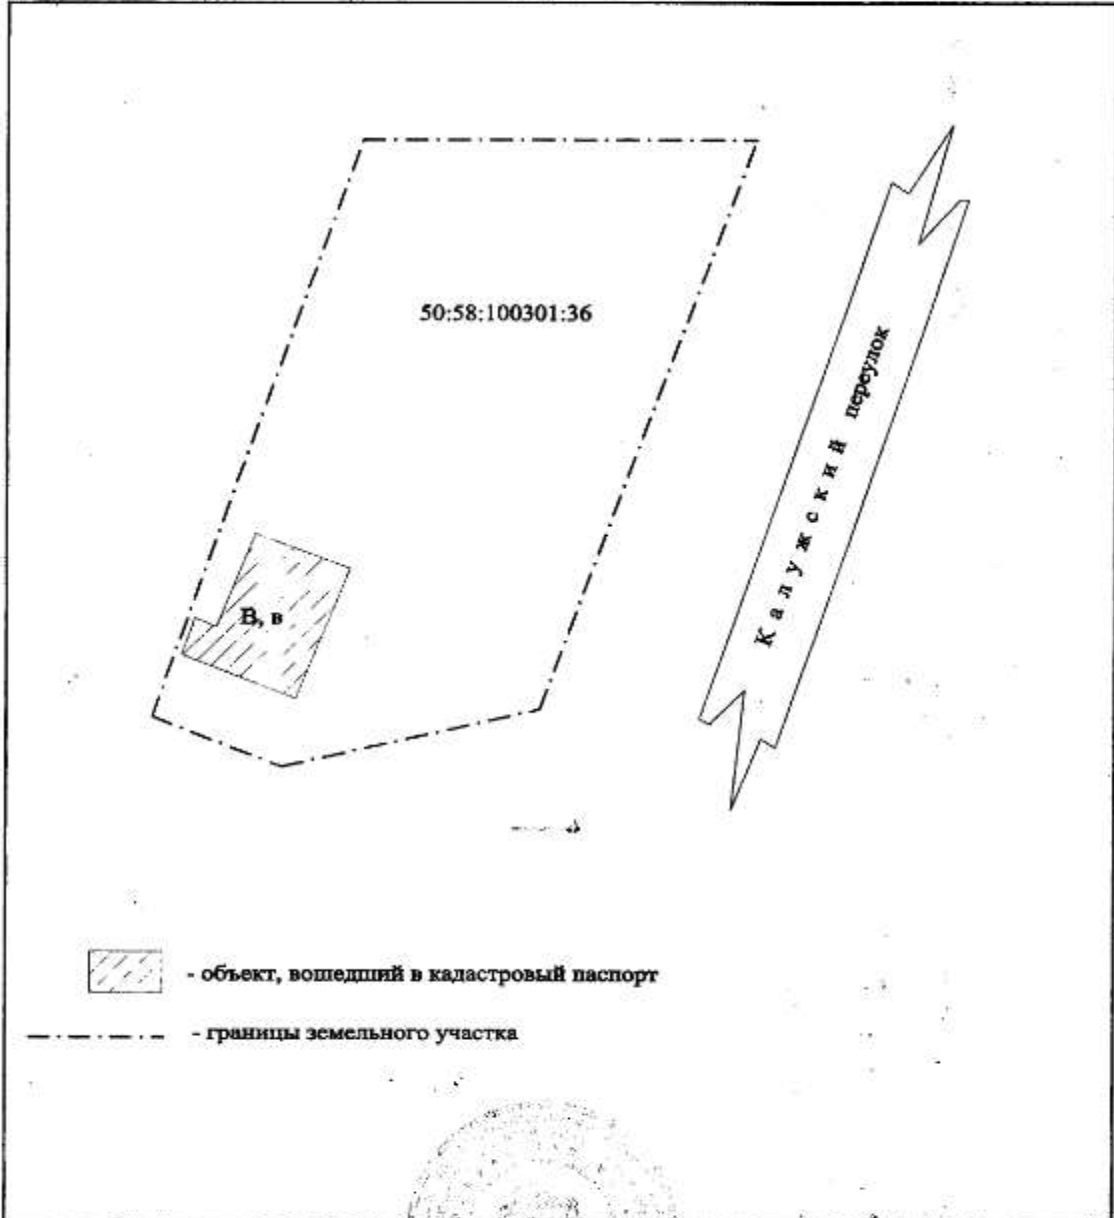 50:58:100301:36
Калужский переулок
В, в
- объект, вошедший в кадастровый паспорт
- границы земельного участка